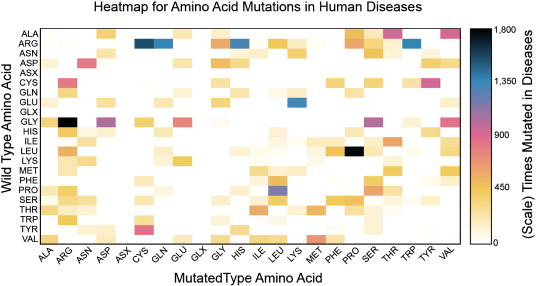 Heatmap for Amino Acid Mutations in Human Diseases
Wild Type Amino Acid
ALA
ARG
ASN
ASP
ASX
CYS
GLN
GLU
GLX
GLY
HIS
ILE
LEU
LYS
MET
PHE
PRO
SER
THR
TRP
TYR
VAL
ALA ARG ASN ASP ASX CYS GLN GLU GLX GLY HIS ILE LEU LYS MET PHE PRO SER THR TRP TYR VAL
MutatedType Amino Acid
1,800
1,350
900
450
0
(Scale) Times Mutated in Diseases